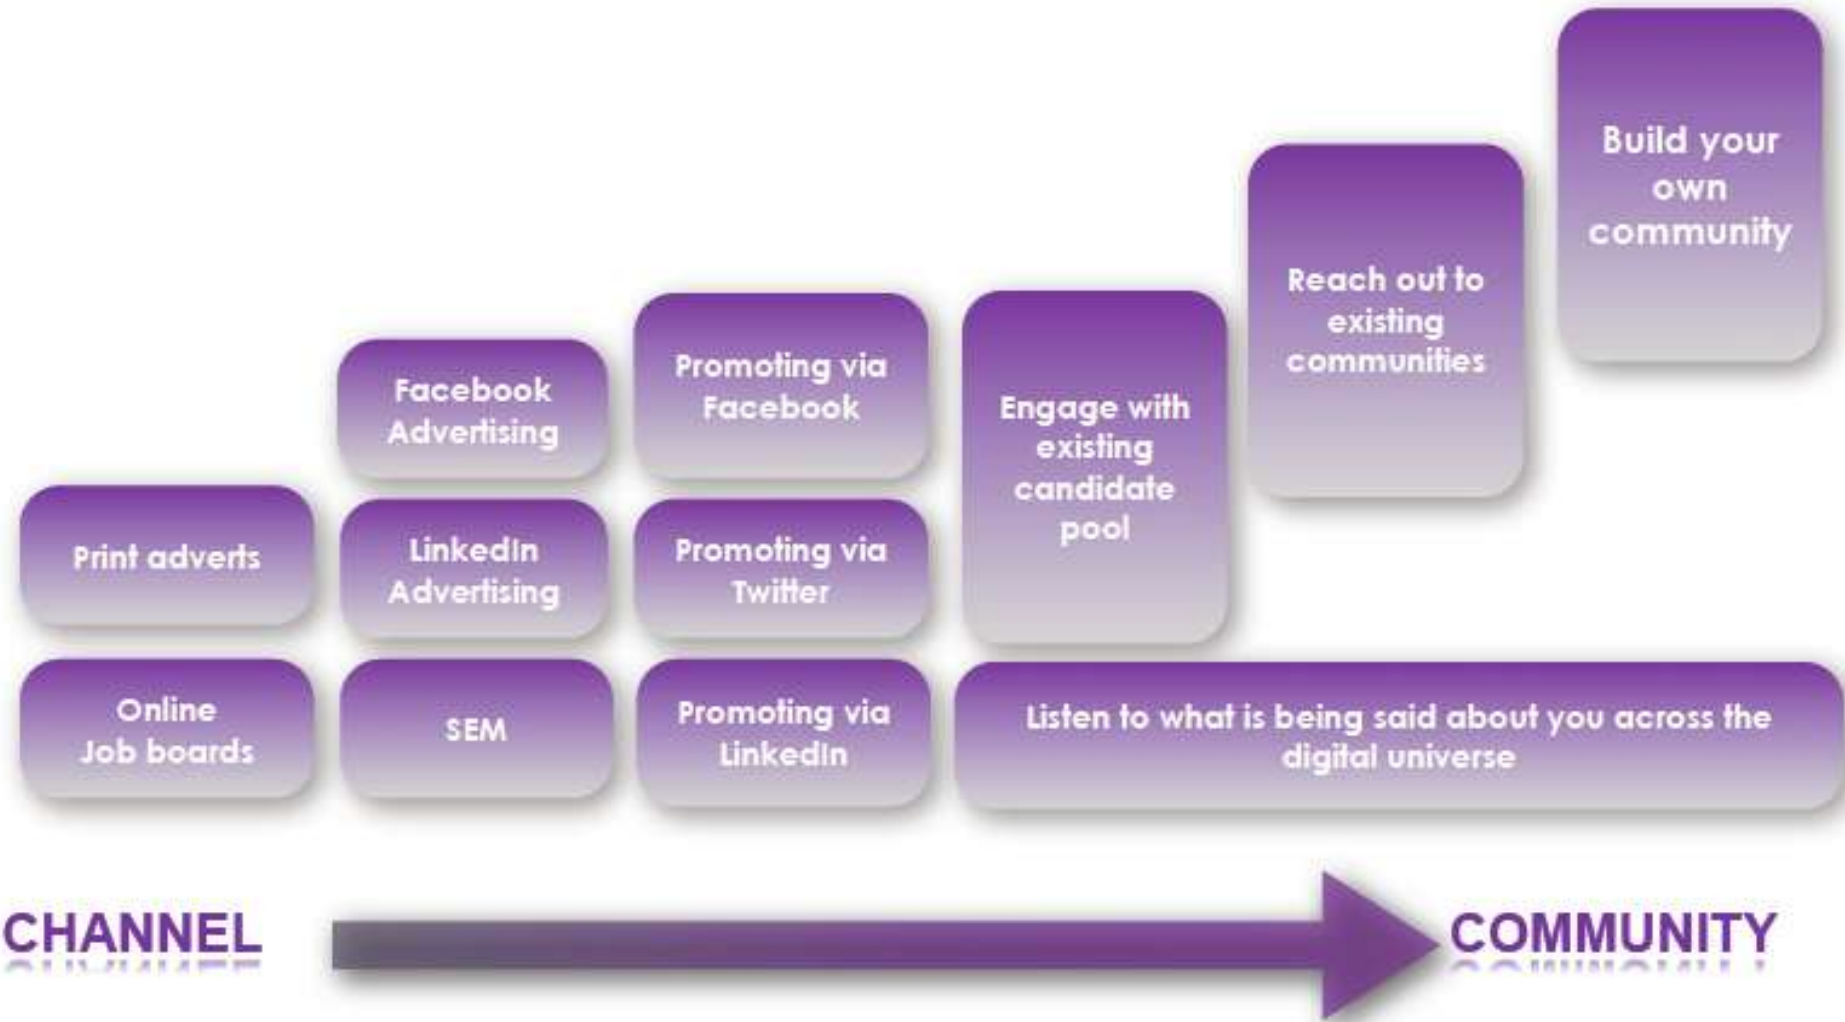 Print adverts
Online
Job boards
Facebook
Advertising
LinkedIn
Advertising
SEM
Promoting via
Facebook
Promoting via
Twitter
Promoting via
LinkedIn
Engage with
existing
candidate
pool
Reach out to
existing
communities
Build your
own
community
Listen to what is being said about you across the
digital universe
CHANNEL
COMMUNITY